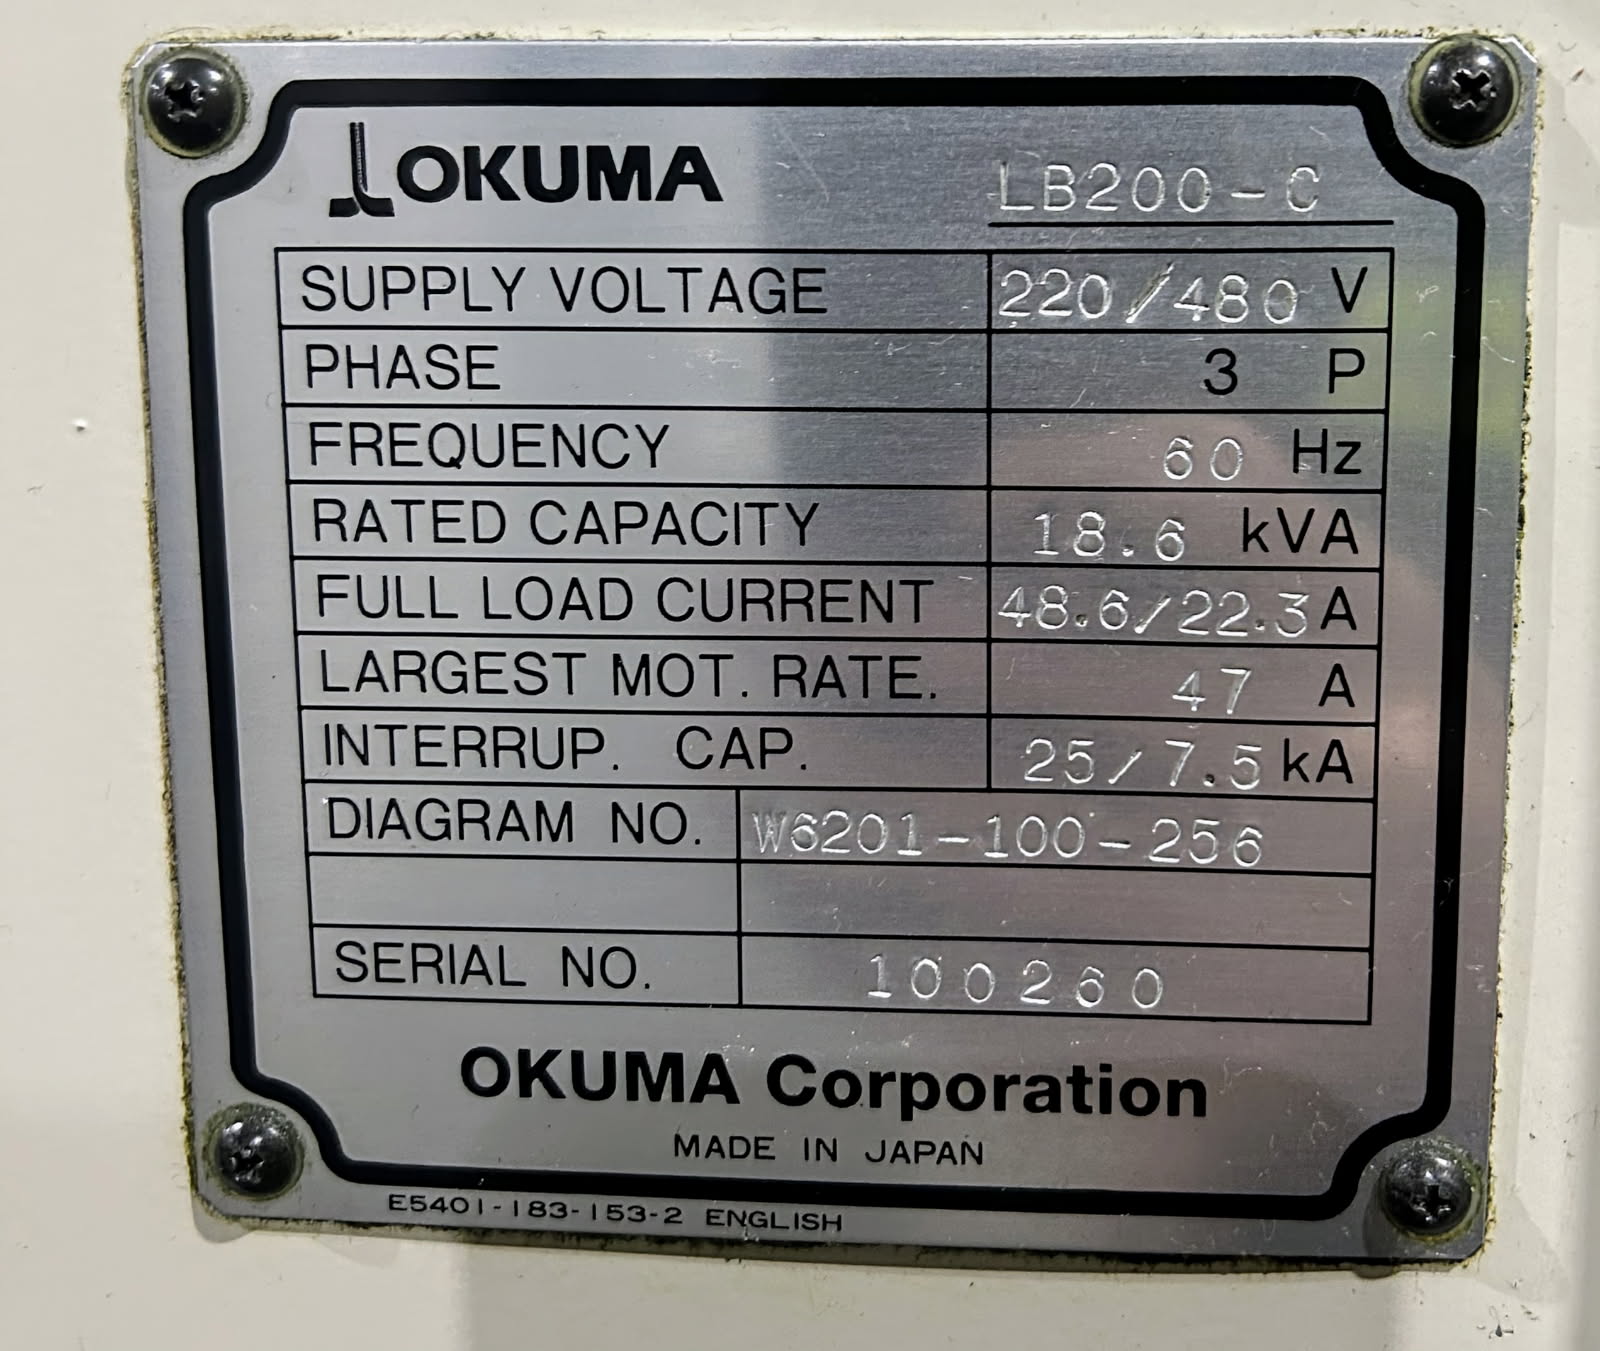 OKUMA LB200-C
SUPPLY VOLTAGE 220/480 V
PHASE 3 P
FREQUENCY 60 Hz
RATED CAPACITY 18.6 kVA
FULL LOAD CURRENT 48.6/22.3 A
LARGEST MOT. RATE. 47 A
INTERRUP. CAP. 25/7.5 kA
DIAGRAM NO. W6201-100-256
SERIAL NO. 100260
OKUMA Corporation
MADE IN JAPAN
E5401-183-153-2 ENGLISH